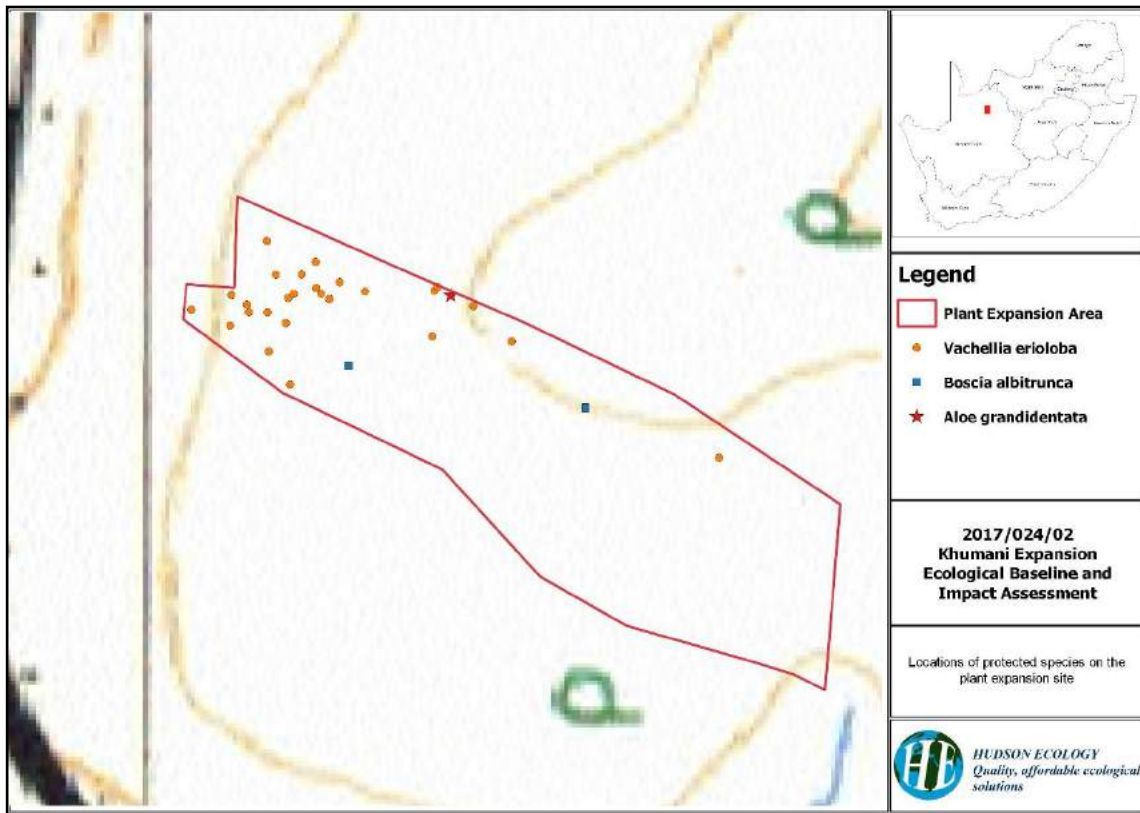 Legend
Plant Expansion Area
Vachellia erioloba
Boscia albitrunca
Aloe grandidentata
2017/024/02
Khumani Expansion
Ecological Baseline and
Impact Assessment
Locations of protected species on the
plant expansion site
HE
HUDSON ECOLOGY
Quality, affordable ecological
solutions